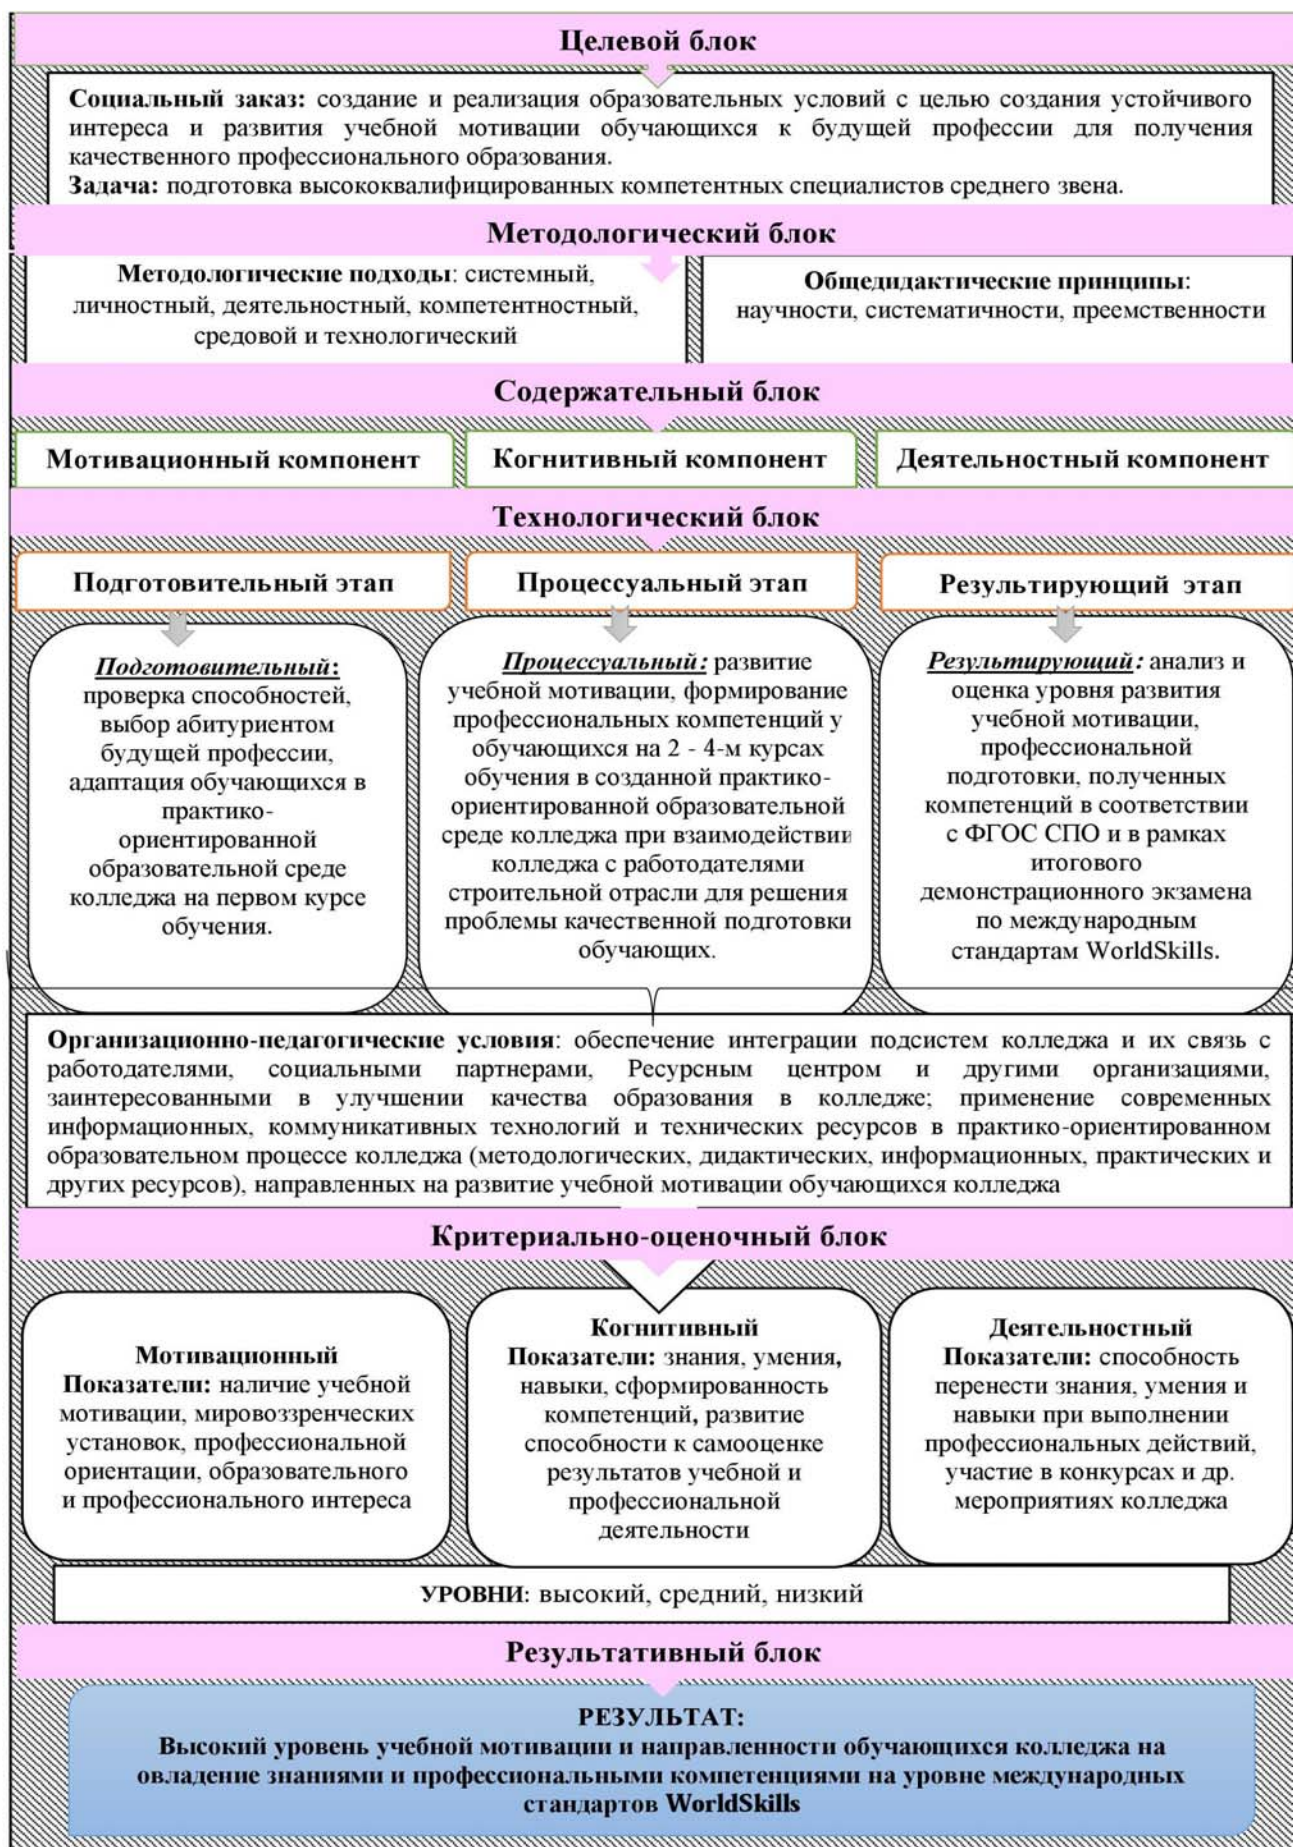 Целевой блок
Социальный заказ: создание и реализация образовательных условий с целью создания устойчивого
интереса и развития учебной мотивации обучающихся к будущей профессии для получения
качественного профессионального образования.
Задача: подготовка высококвалифицированных компетентных специалистов среднего звена.
Методологический блок
Методологические подходы: системный,
личностный, деятельностный, компетентностный,
средовой и технологический
Общедидактические принципы:
научности, систематичности, преемственности
Содержательный блок
Мотивационный компонент
Когнитивный компонент
Деятельностный компонент
Технологический блок
Подготовительный этап
Процессуальный этап
Результирующий этап
Подготовительный:
проверка способностей,
выбор абитуриентом
будущей профессии,
адаптация обучающихся в
практико-
ориентированной
образовательной среде
колледжа на первом курсе
обучения.
Процессуальный: развитие
учебной мотивации, формирование
профессиональных компетенций у
обучающихся на 2 - 4-м курсах
обучения в созданной практико-
ориентированной образовательной
среде колледжа при взаимодействии
колледжа с работодателями
строительной отрасли для решения
проблемы качественной подготовки
обучающих.
Результирующий: анализ и
оценка уровня развития
учебной мотивации,
профессиональной
подготовки, полученных
компетенций в соответствии
с ФГОС СПО и в рамках
итогового
демонстрационного экзамена
по международным
стандартам WorldSkills.
Организационно-педагогические условия: обеспечение интеграции подсистем колледжа и их связь с
работодателями, социальными партнерами, Ресурсным центром и другими организациями,
заинтересованными в улучшении качества образования в колледже; применение современных
информационных, коммуникативных технологий и технических ресурсов в практико-ориентированном
образовательном процессе колледжа (методологических, дидактических, информационных, практических и
других ресурсов), направленных на развитие учебной мотивации обучающихся колледжа
Критериально-оценочный блок
Мотивационный
Показатели: наличие учебной
мотивации, мировоззренческих
установок, профессиональной
ориентации, образовательного
и профессионального интереса
Когнитивный
Показатели: знания, умения,
навыки, сформированность
компетенций, развитие
способности к самооценке
результатов учебной и
профессиональной
деятельности
Деятельностный
Показатели: способность
перенести знания, умения и
навыки при выполнении
профессиональных действий,
участие в конкурсах и др.
мероприятиях колледжа
УРОВНИ: высокий, средний, низкий
Результативный блок
РЕЗУЛЬТАТ:
Высокий уровень учебной мотивации и направленности обучающихся колледжа на
овладение знаниями и профессиональными компетенциями на уровне международных
стандартов WorldSkills